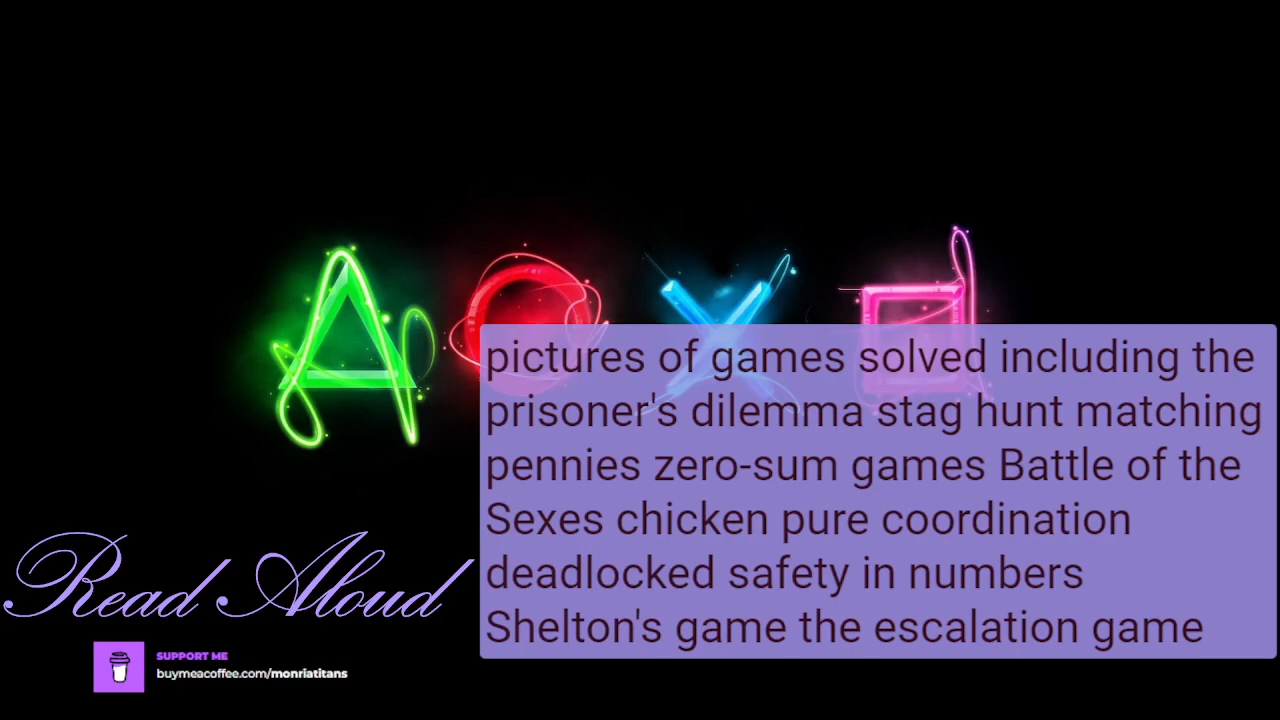 pictures of games solved including the
prisoner's dilemma stag hunt matching
pennies zero-sum games Battle of the
Sexes chicken pure coordination
deadlocked safety in numbers
Shelton's game the escalation game
Read Aloud
SUPPORT ME
buymeacoffee.com/monriatitans